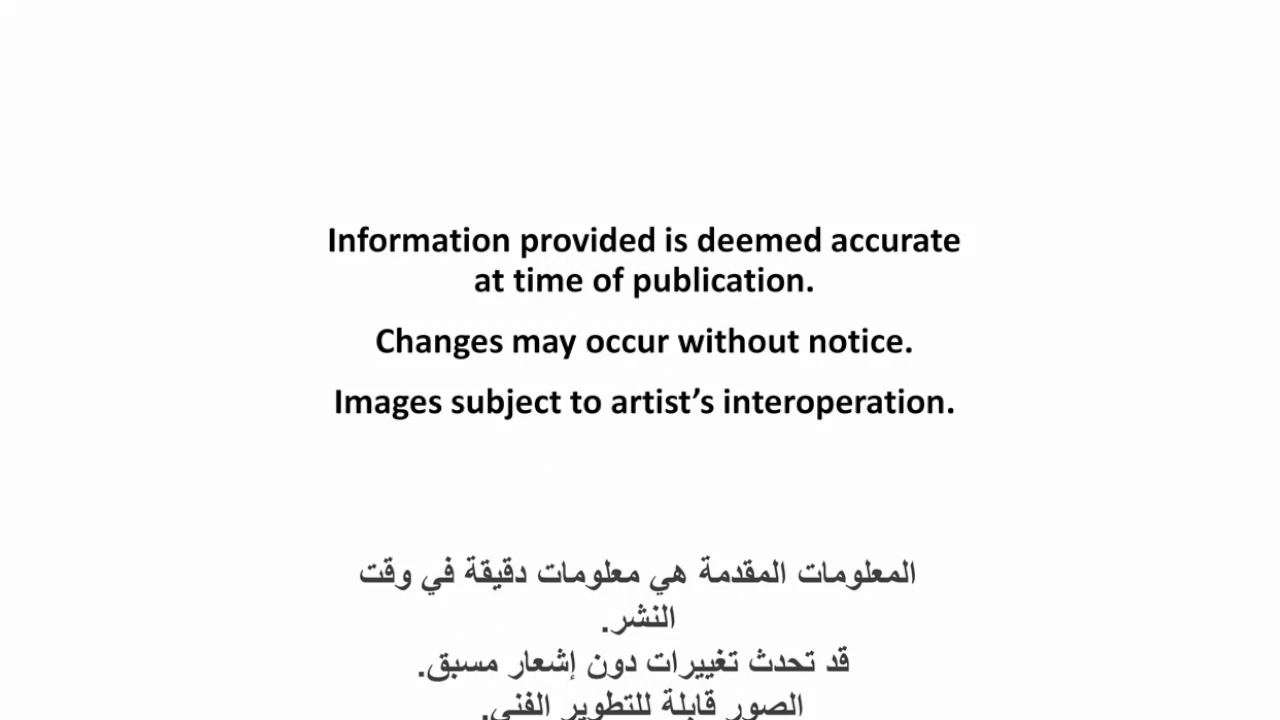 Information provided is deemed accurate
at time of publication.
Changes may occur without notice.
Images subject to artist’s interoperation.
المعلومات المقدمة هي معلومات دقيقة في وقت
النشر.
قد تحدث تغييرات دون إشعار مسبق.
الصور قابلة للتطوير الفني.